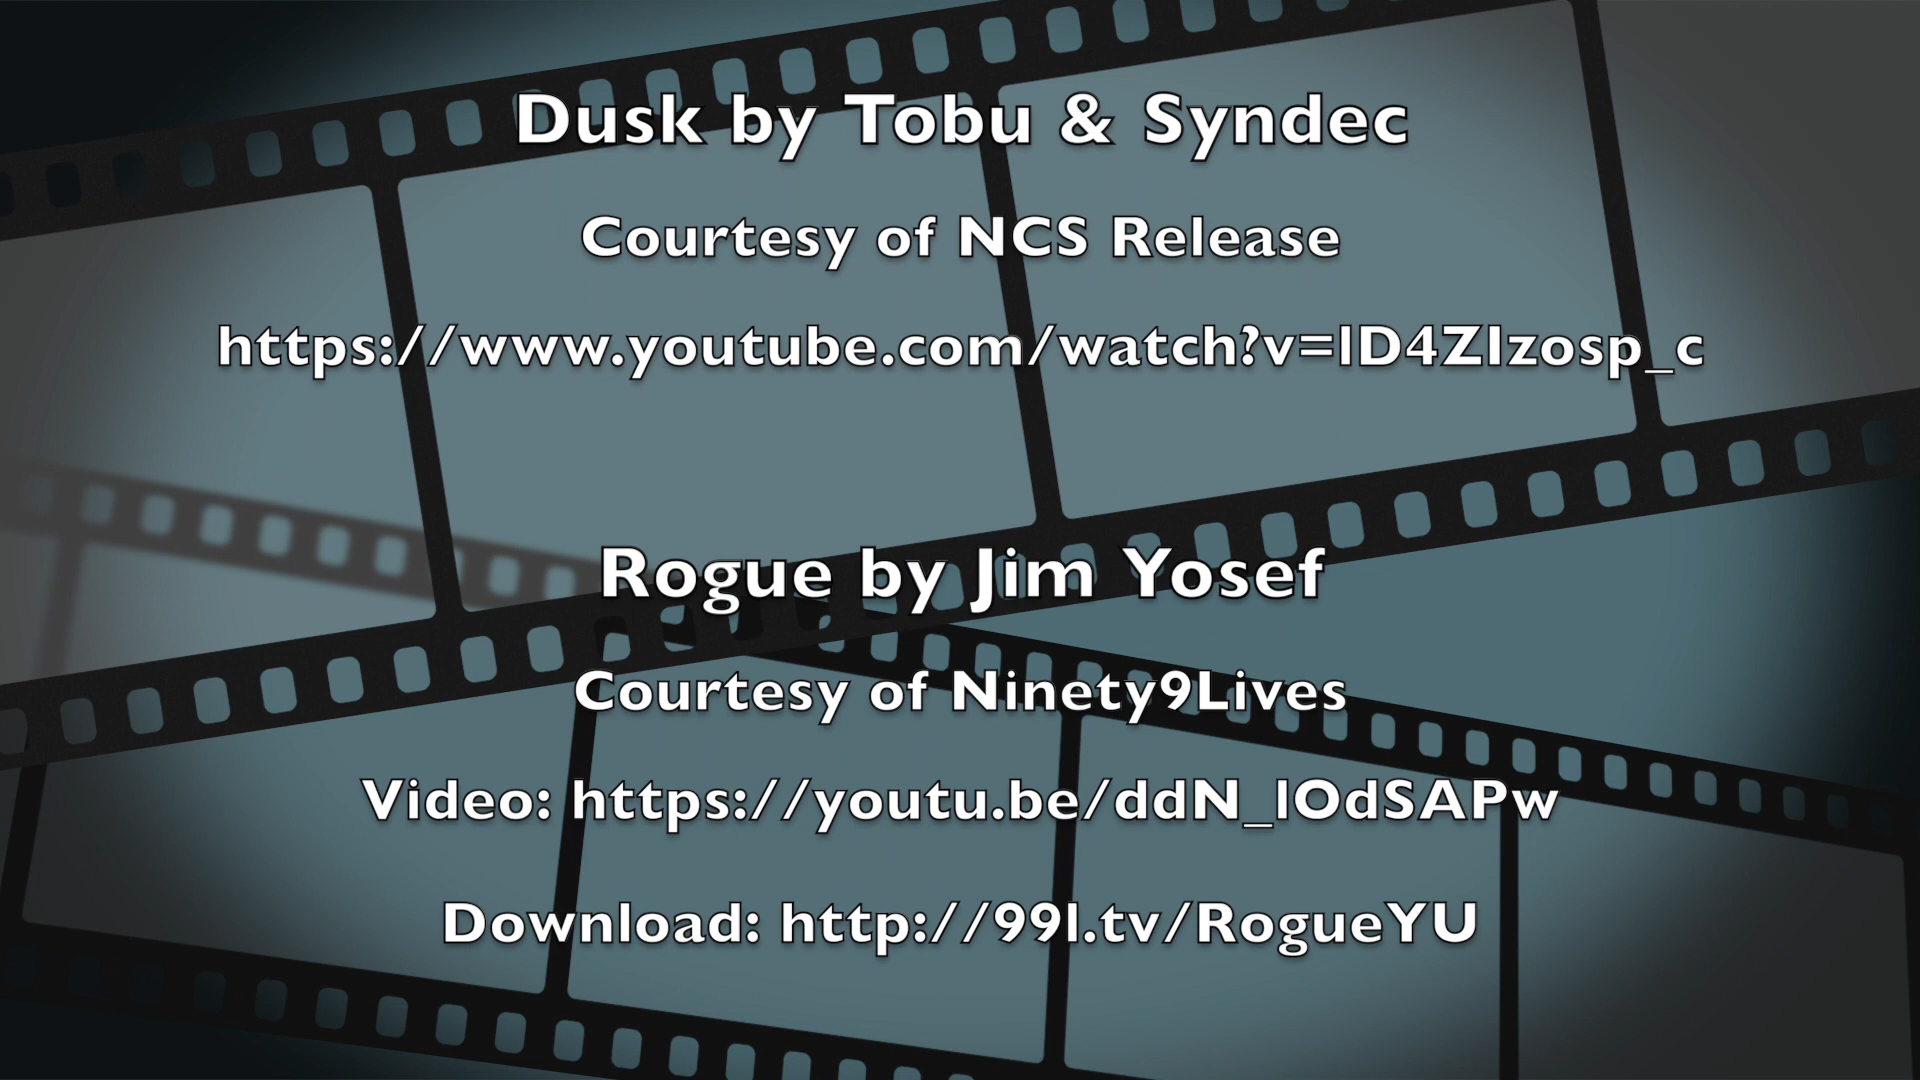 Dusk by Tobu & Syndec
Courtesy of NCS Release
https://www.youtube.com/watch?v=lD4ZIzosp_c
Rogue by Jim Yosef
Courtesy of Ninety9Lives
Video: https://youtu.be/ddN_lOdSAPw
Download: http://99l.tv/RogueYU